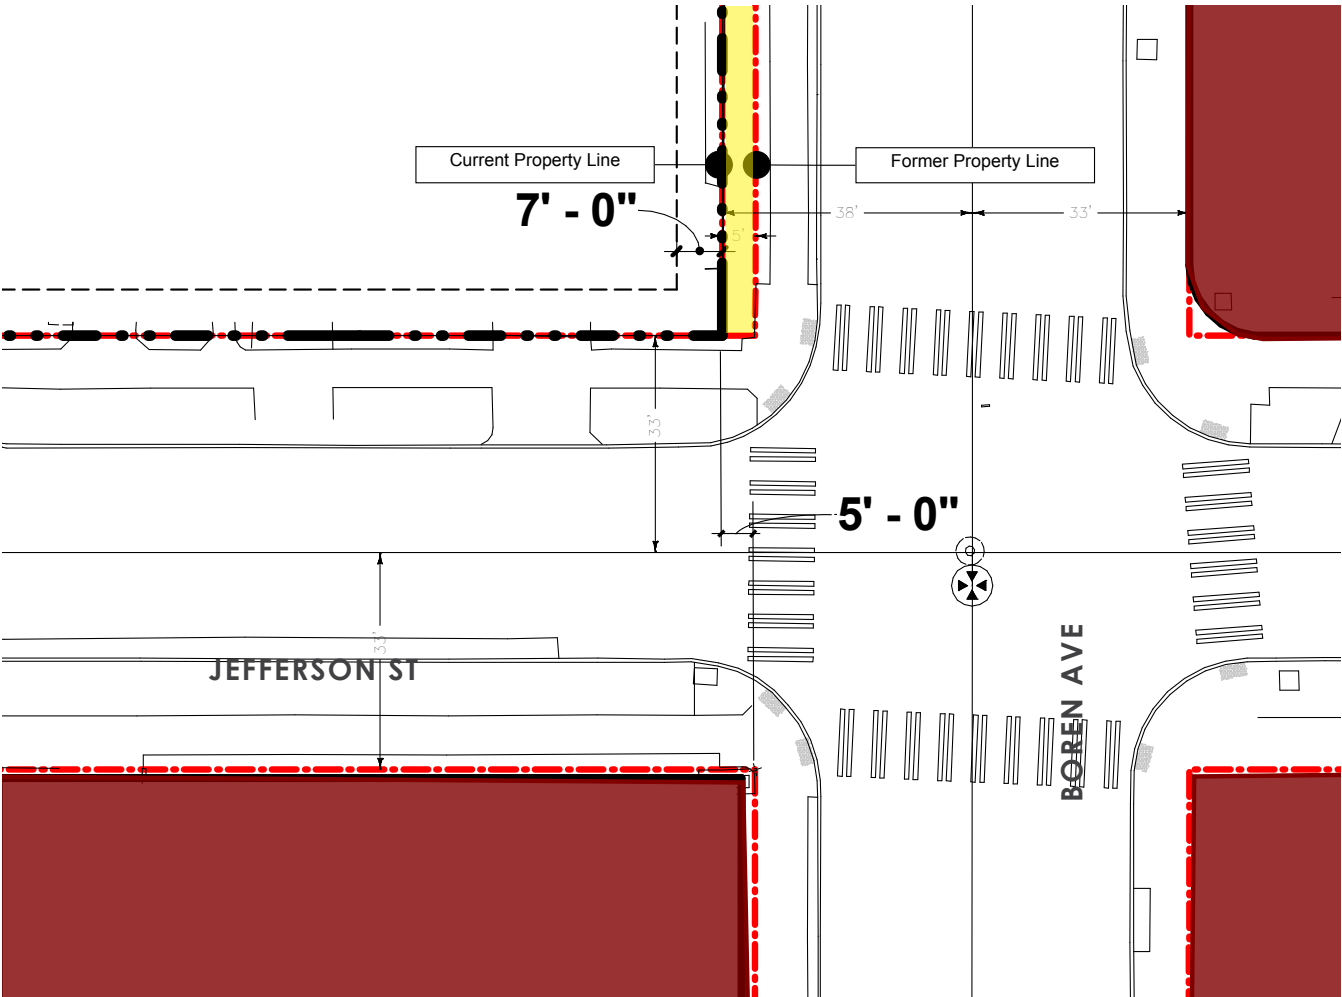 Current Property Line
Former Property Line
7' - 0"
38'
33'
5'
33'
5' - 0"
33'
JEFFERSON ST
BOREN AVE